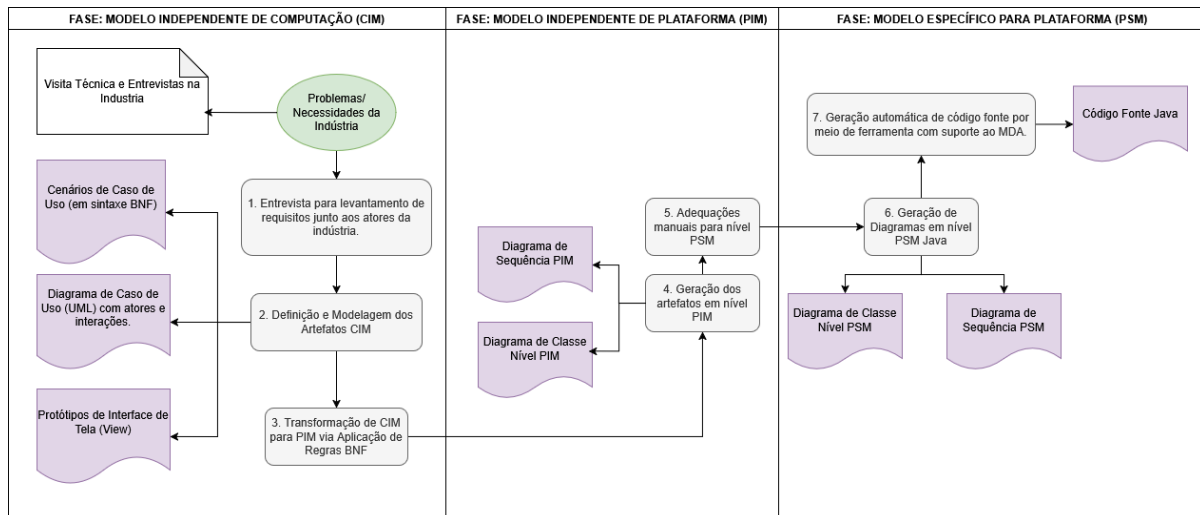 FASE: MODELO INDEPENDENTE DE COMPUTAÇÃO (CIM)
FASE: MODELO INDEPENDENTE DE PLATAFORMA (PIM)
FASE: MODELO ESPECÍFICO PARA PLATAFORMA (PSM)
Visita Técnica e Entrevistas na
Industria
Problemas/
Necessidades da
Indústria
Cenários de Caso de
Uso (em sintaxe BNF)
1. Entrevista para levantamento de
requisitos junto aos atores da
indústria.
Diagrama de Caso de
Uso (UML) com atores e
interações.
2. Definição e Modelagem dos
Artefatos CIM
Protótipos de Interface de
Tela (View)
3. Transformação de CIM
para PIM via Aplicação de
Regras BNF
Diagrama de
Sequência PIM
Diagrama de Classe
Nível PIM
5. Adequações
manuais para nível
PSM
4. Geração dos
artefatos em nível
PIM
7. Geração automática de código fonte por
meio de ferramenta com suporte ao MDA.
Código Fonte Java
6. Geração de
Diagramas em nível
PSM Java
Diagrama de Classe
Nível PSM
Diagrama de
Sequência PSM